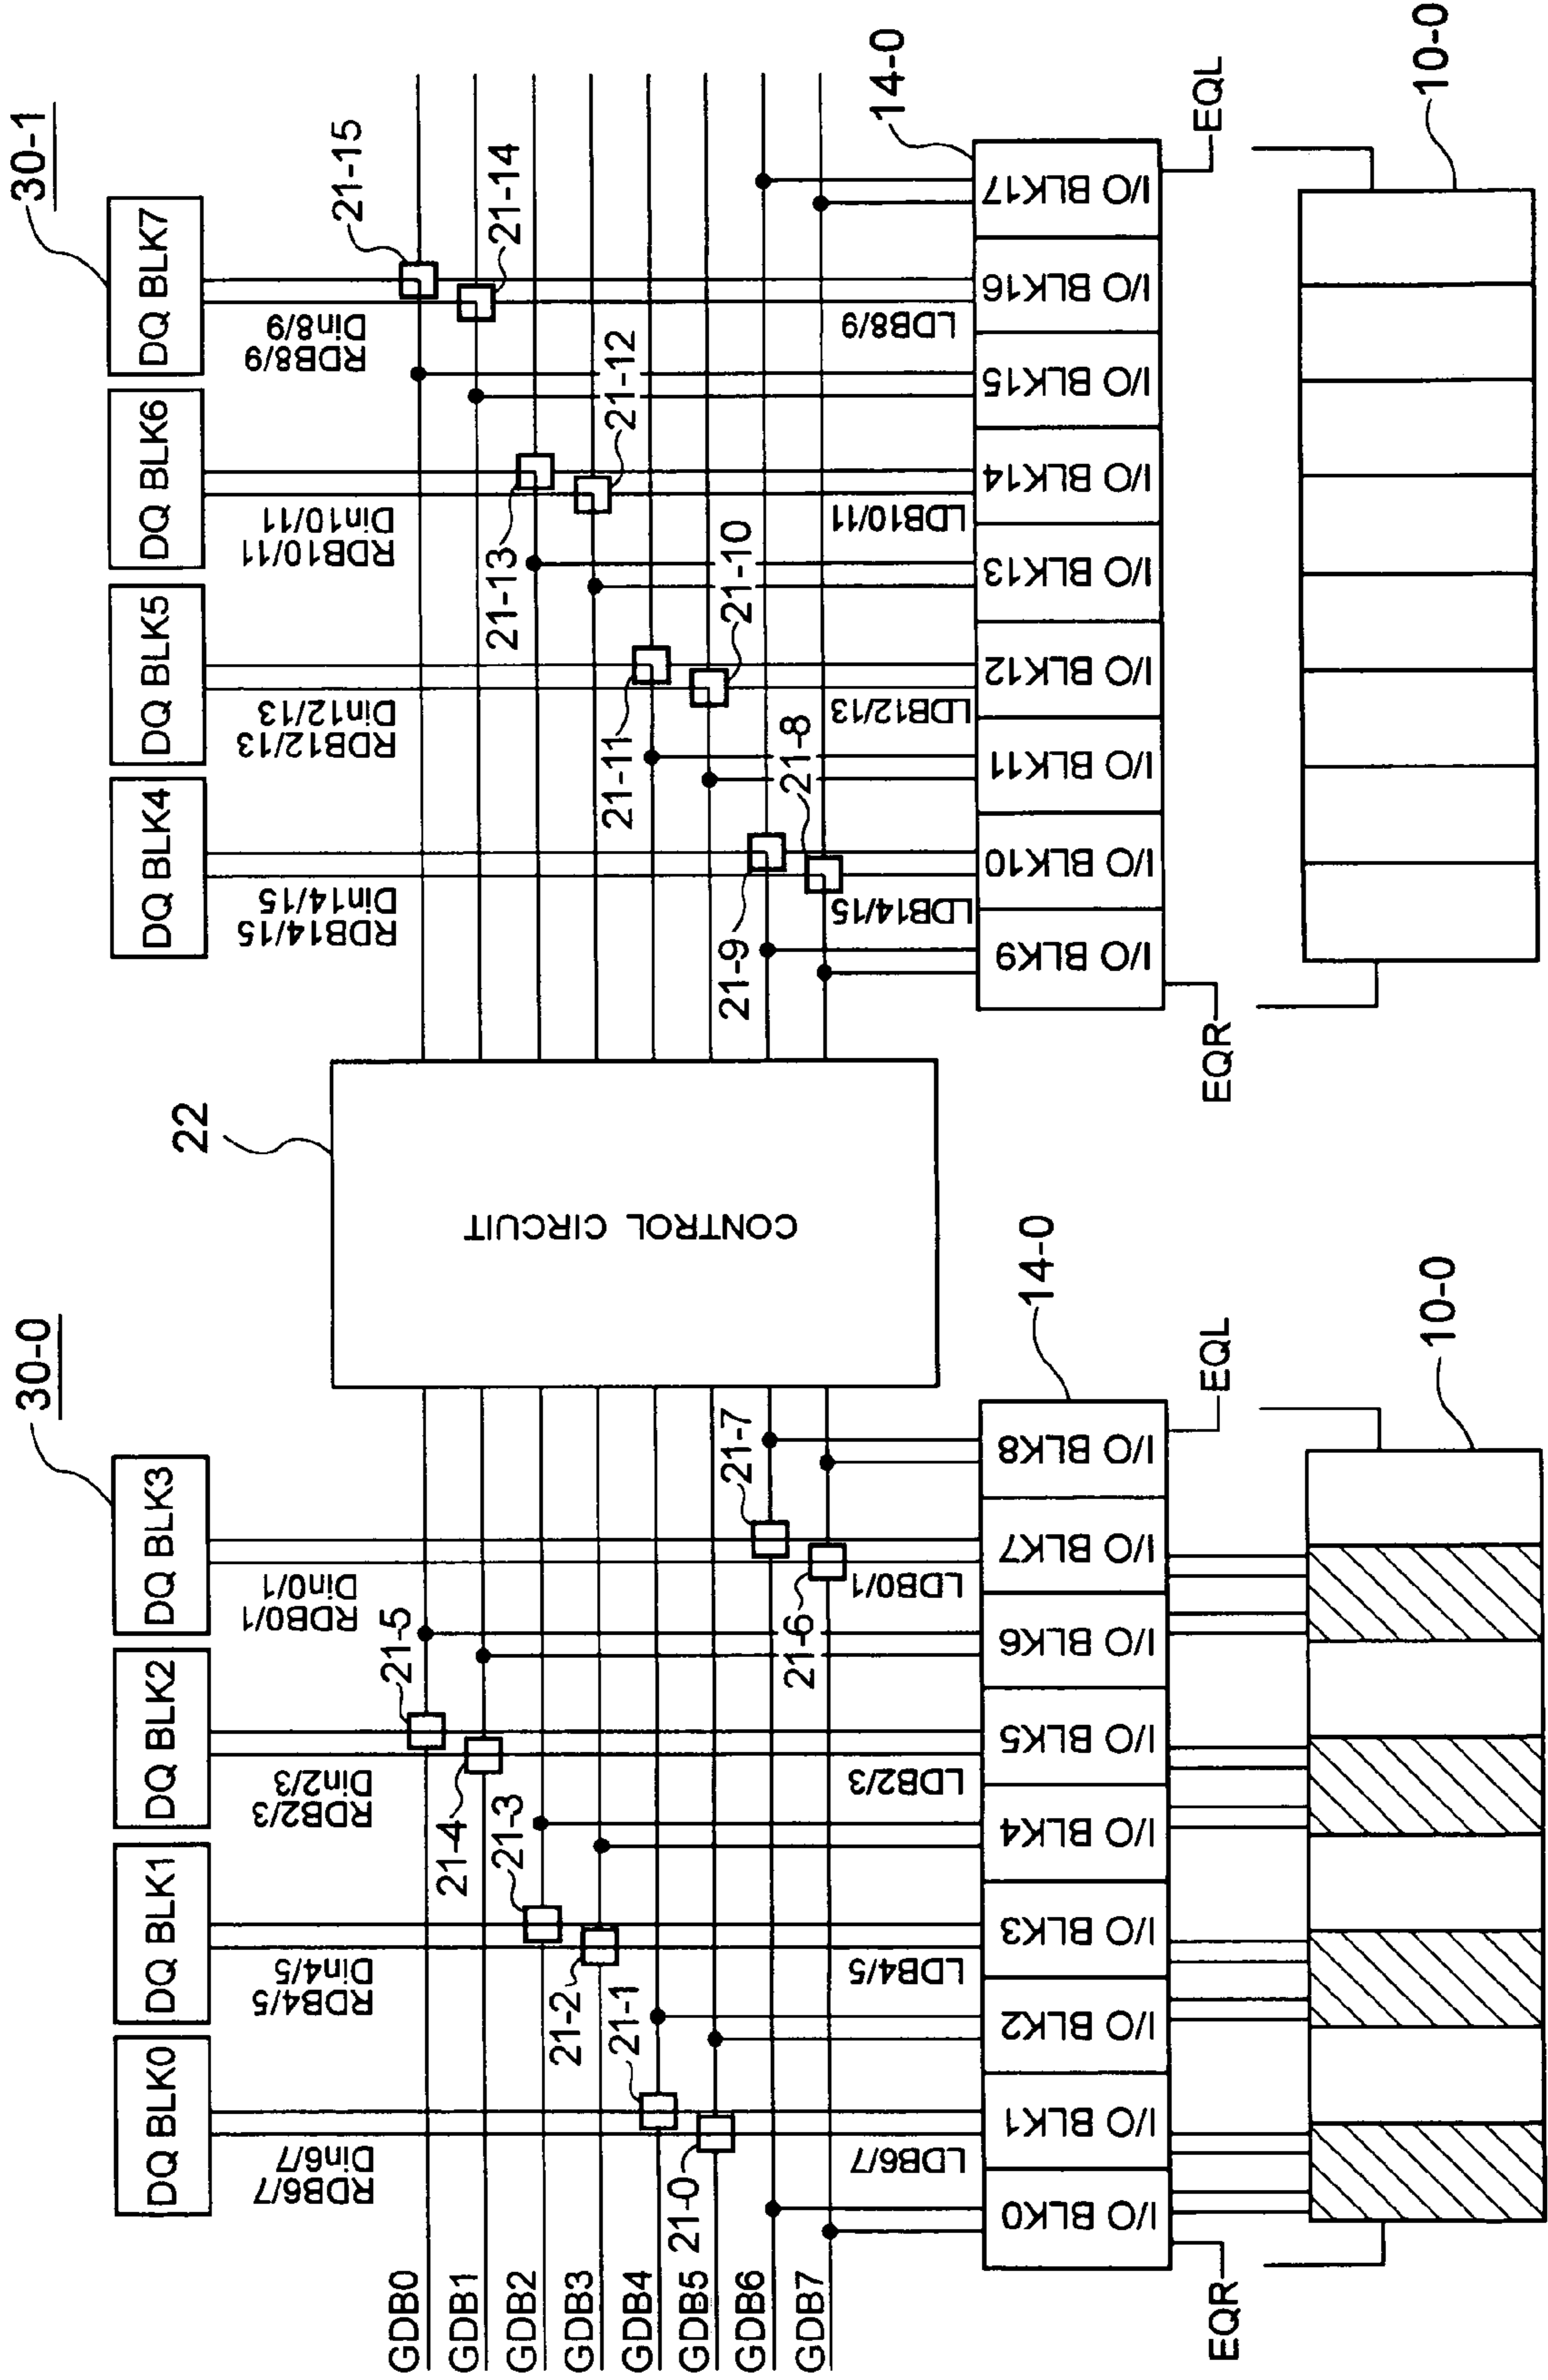 30-0
30-1
DQ BLK0
DQ BLK1
DQ BLK2
DQ BLK3
DQ BLK4
DQ BLK5
DQ BLK6
DQ BLK7
RDB6/7
Din6/7
RDB4/5
Din4/5
RDB2/3
Din2/3
RDB0/1
Din0/1
RDB14/15
Din14/15
RDB12/13
Din12/13
RDB10/11
Din10/11
RDB8/9
Din8/9
22
CONTROL CIRCUIT
GDB0
GDB1
GDB2
GDB3
GDB4
GDB5
GDB6
GDB7
21-0
21-1
21-2
21-3
21-4
21-5
21-6
21-7
21-8
21-9
21-10
21-11
21-12
21-13
21-14
21-15
LDB6/7
LDB4/5
LDB2/3
LDB0/1
LDB14/15
LDB12/13
LDB10/11
LDB8/9
14-0
14-0
I/O BLK0
I/O BLK1
I/O BLK2
I/O BLK3
I/O BLK4
I/O BLK5
I/O BLK6
I/O BLK7
I/O BLK8
I/O BLK9
I/O BLK10
I/O BLK11
I/O BLK12
I/O BLK13
I/O BLK14
I/O BLK15
I/O BLK16
I/O BLK17
EQR
EQL
EQR
EQL
10-0
10-0